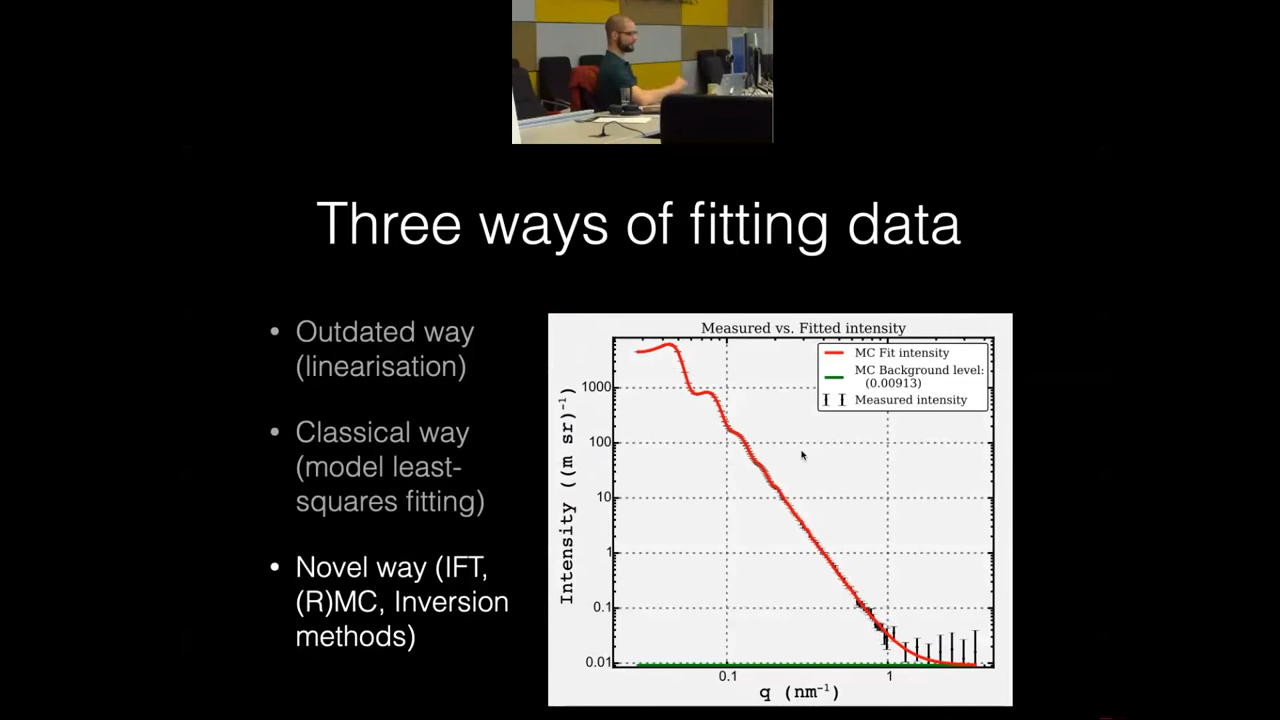 Three ways of fitting data
• Outdated way
(linearisation)
• Classical way
(model least-
squares fitting)
• Novel way (IFT,
(R)MC, Inversion
methods)
Measured vs. Fitted intensity
MC Fit intensity
MC Background level:
(0.00913)
Measured intensity
Intensity ((m sr)⁻¹)
1000
100
10
1
0.1
0.01
0.1 1
q (nm⁻¹)